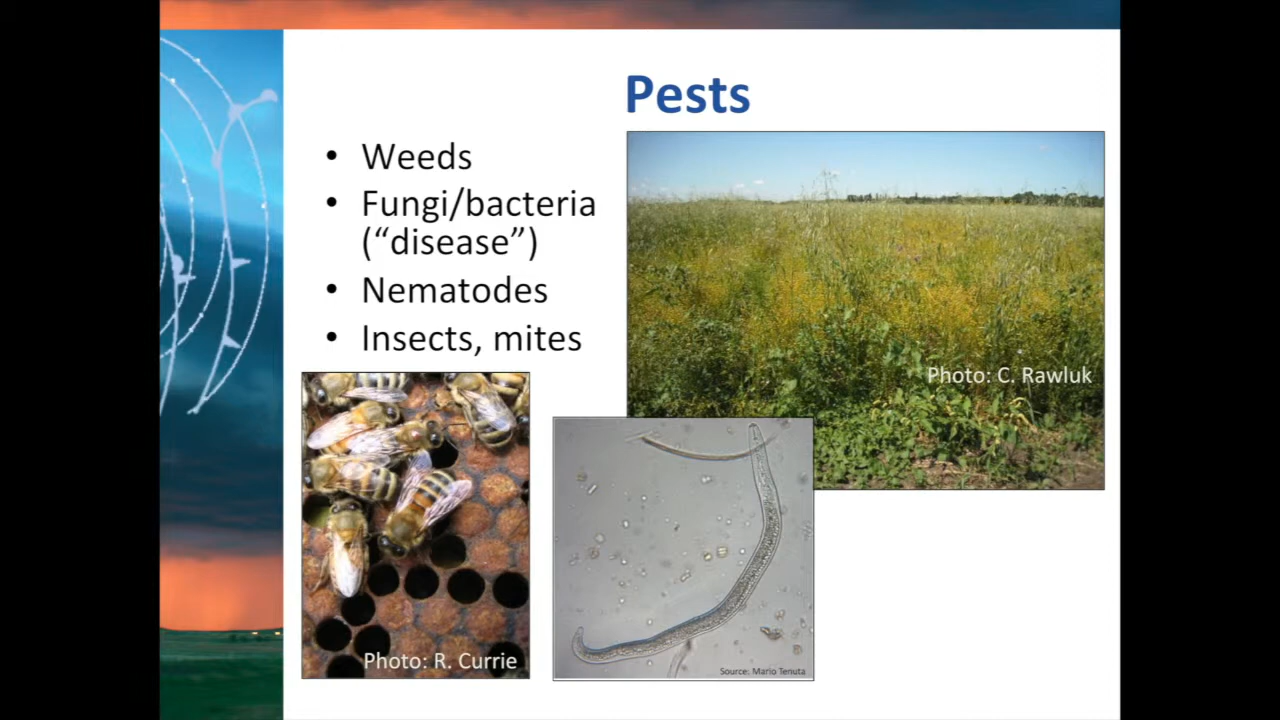 Pests
• Weeds
• Fungi/bacteria
(“disease”)
• Nematodes
• Insects, mites
Photo: C. Rawluk
Photo: R. Currie
Source: Mario Tenuta